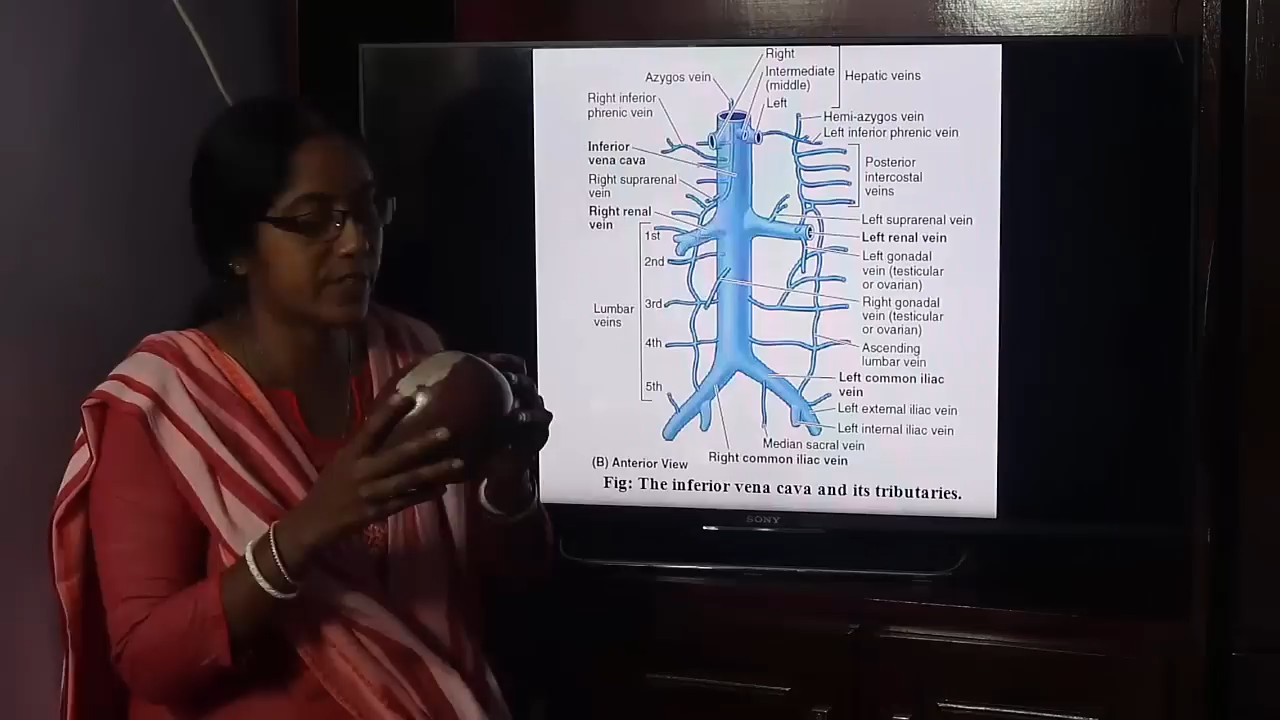 Right
Azygos vein
Intermediate
(middle)
Hepatic veins
Left
Right inferior
phrenic vein
Hemi-azygos vein
Left inferior phrenic vein
Inferior
vena cava
Posterior
intercostal
veins
Right suprarenal
vein
Right renal
vein
Left suprarenal vein
Left renal vein
1st
2nd
3rd
4th
5th
Lumbar
veins
Left gonadal
vein (testicular
or ovarian)
Right gonadal
vein (testicular
or ovarian)
Ascending
lumbar vein
Left common iliac
vein
Left external iliac vein
Left internal iliac vein
Median sacral vein
Right common iliac vein
(B) Anterior View
Fig: The inferior vena cava and its tributaries.
SONY